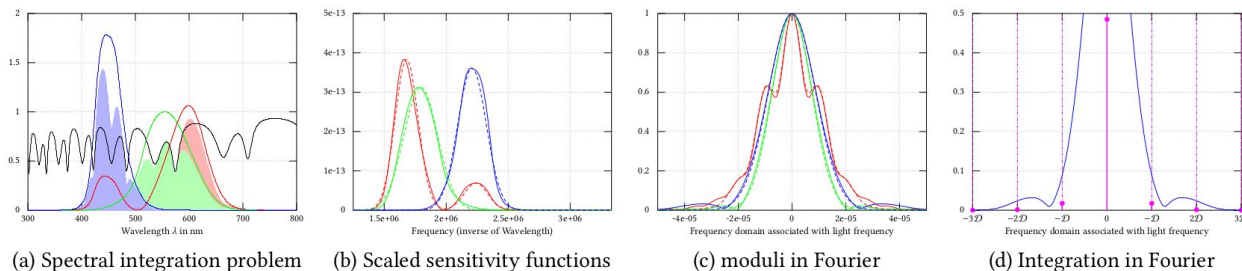 2
1.5
1
0.5
0
300 400 500 600 700 800
Wavelength λ in nm
(a) Spectral integration problem
5e-13
4e-13
3e-13
2e-13
1e-13
0
1.5e+06 2e+06 2.5e+06 3e+06
Frequency (inverse of Wavelength)
(b) Scaled sensitivity functions
1
0.8
0.6
0.4
0.2
0
-4e-05 -2e-05 0 2e-05 4e-05
Frequency domain associated with light frequency
(c) moduli in Fourier
0.5
0.4
0.3
0.2
0.1
0
0
Frequency domain associated with light frequency
(d) Integration in Fourier